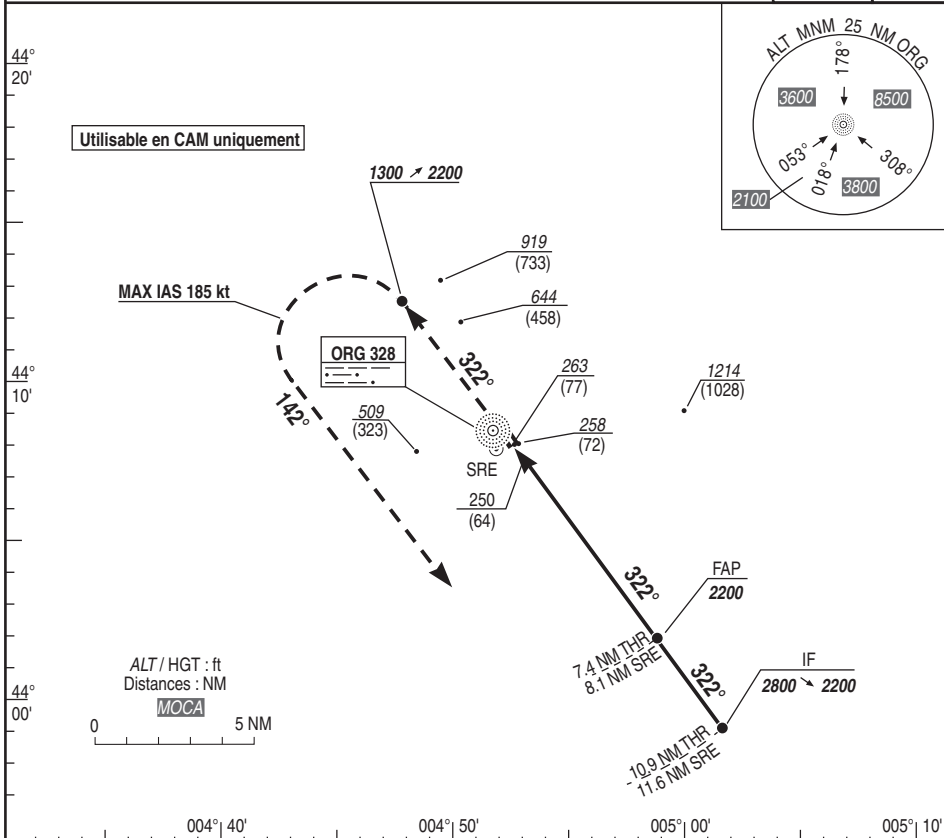 ALT MNM 25 NM ORG
178°
3600
8500
053°
018°
308°
2100
3800
44°
20'
Utilisable en CAM uniquement
1300 ➚ 2200
919
(733)
MAX IAS 185 kt
644
(458)
ORG 328
322°
263
(77)
1214
(1028)
44°
10'
142°
509
(323)
258
(72)
SRE
250
(64)
322°
FAP
2200
7.4 NM THR
8.1 NM SRE
322°
IF
2800 ➘ 2200
ALT / HGT : ft
Distances : NM
MOCA
0 5 NM
44°
00'
10.9 NM THR
11.6 NM SRE
004° 40' 004° 50' 005° 00' 005° 10'